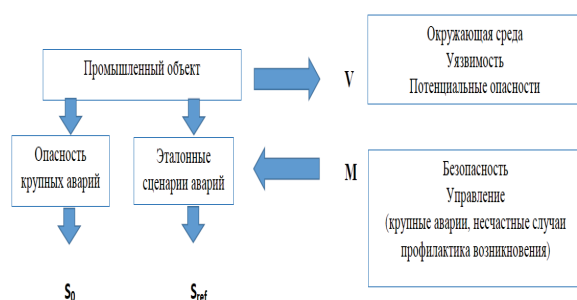 Промышленный объект
V
Окружающая среда
Уязвимость
Потенциальные опасности
Опасность
крупных аварий
Эталонные
сценарии аварий
M
Безопасность
Управление
(крупные аварии, несчастные случаи
профилактика возникновения)
S0
Sref